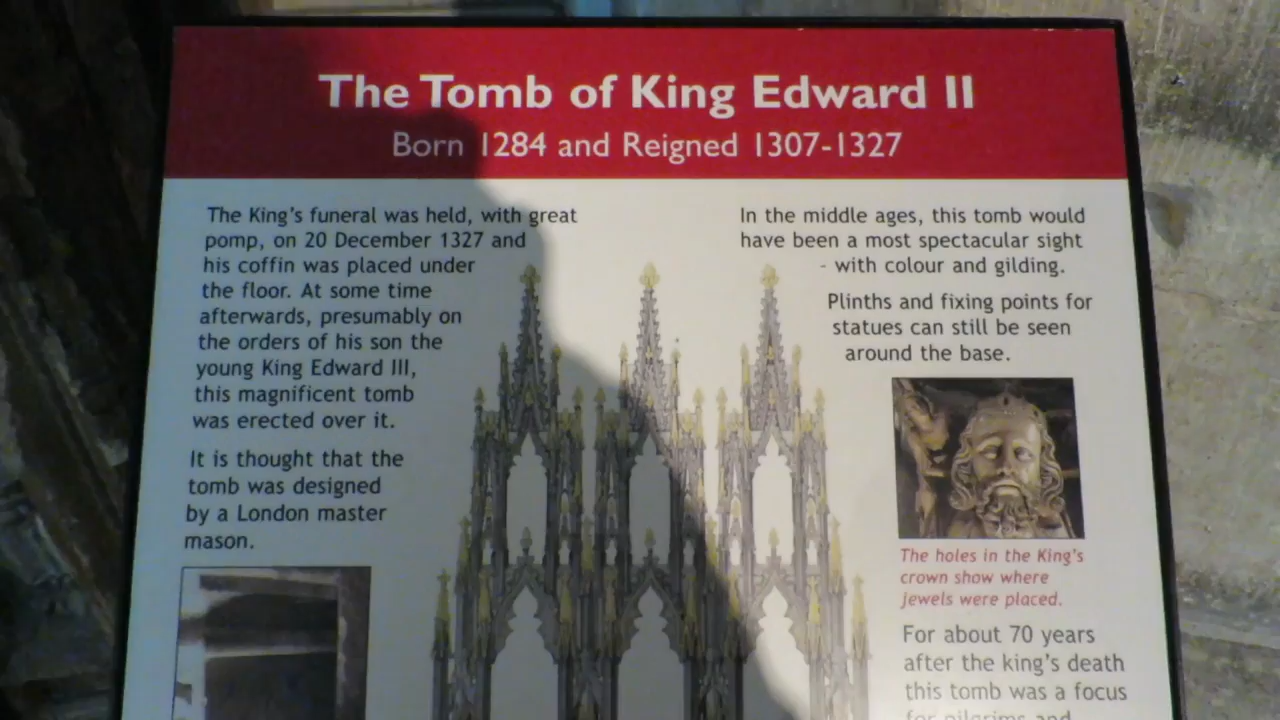 The Tomb of King Edward II
Born 1284 and Reigned 1307-1327
The King's funeral was held, with great
pomp, on 20 December 1327 and
his coffin was placed under
the floor. At some time
afterwards, presumably on
the orders of his son the
young King Edward III,
this magnificent tomb
was erected over it.
It is thought that the
tomb was designed
by a London master
mason.
In the middle ages, this tomb would
have been a most spectacular sight
- with colour and gilding.
Plinths and fixing points for
statues can still be seen
around the base.
The holes in the King's
crown show where
jewels were placed.
For about 70 years
after the king's death
this tomb was a focus
for pilgrims and